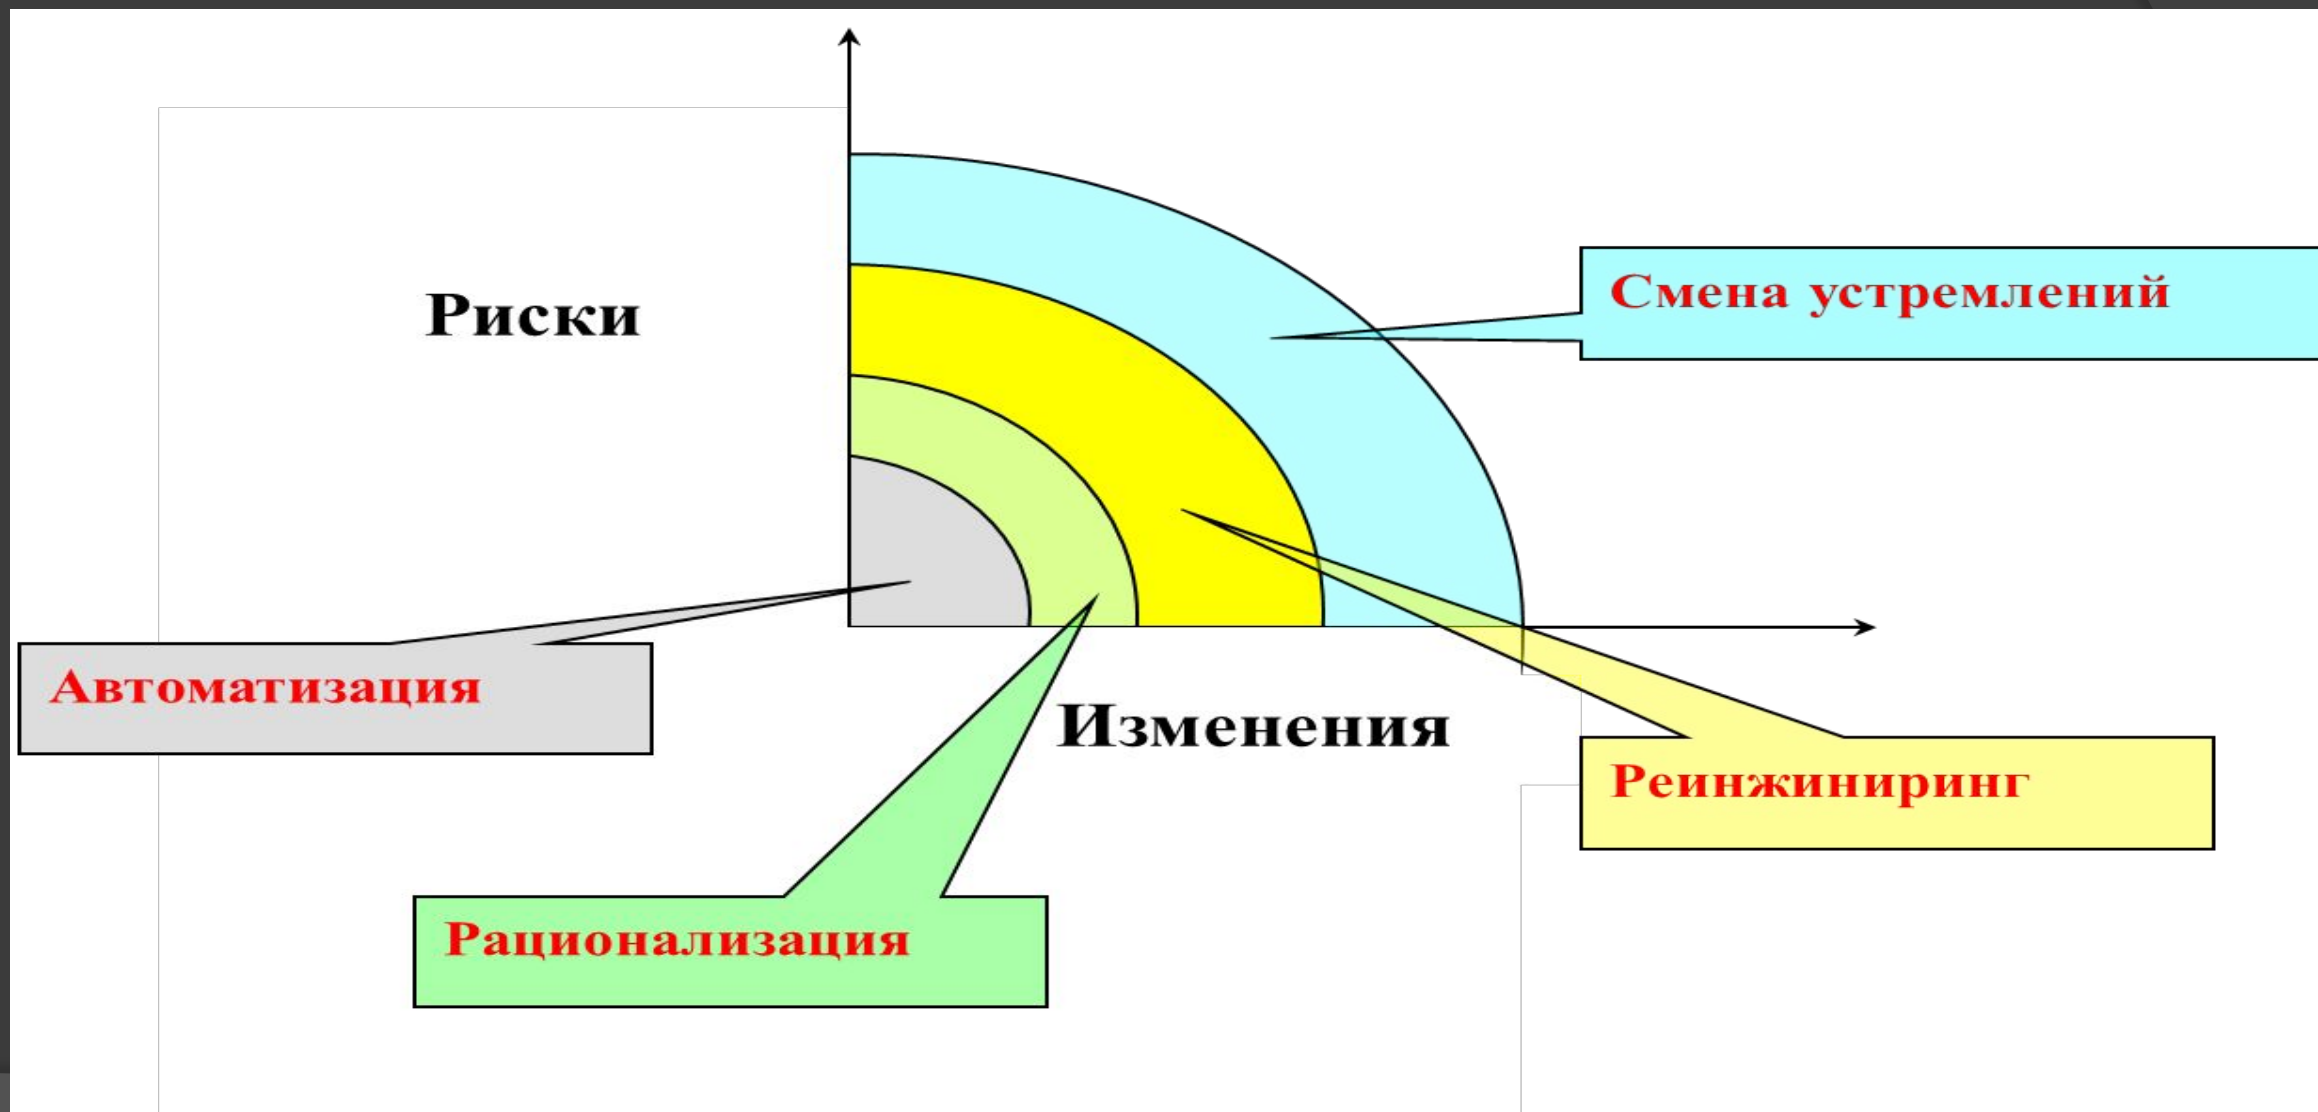 Риски
Смена устремлений
Автоматизация
Изменения
Реинжиниринг
Рационализация